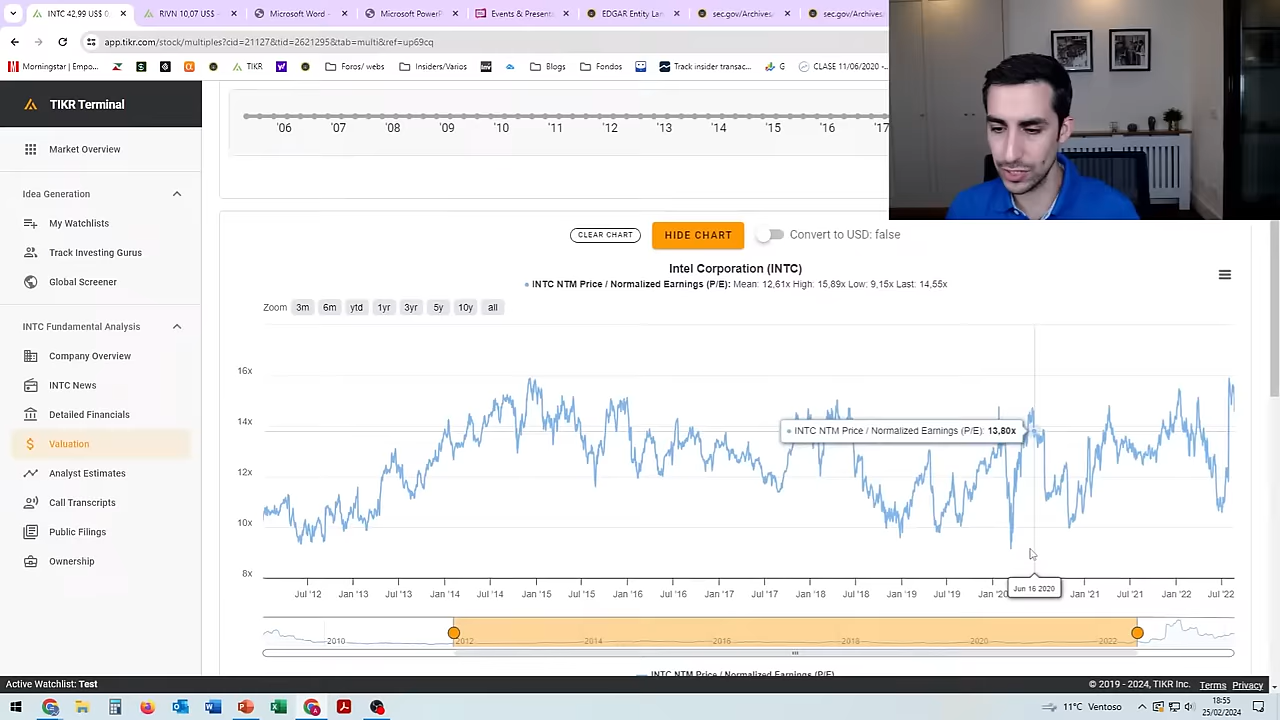 INTC 42.99 US$ 0
RIVN 10,07 US$ -
Microsoft Word -
Microsoft PowerP
Events & Presenta
EDGAR Entity Lan
sec.gov/Archives/
sec.gov/Archives/
app.tikr.com/stock/multiples?cid=21127&tid=2621295&tab=multi&ref=up69cq
Morningstar | Empo...
TIKR
Foros / webs
Insiders/Varios
Blogs
Fondos
Track insider transac...
G
CLASE 11/06/2020 -...
TIKR Terminal
Market Overview
Idea Generation
My Watchlists
Track Investing Gurus
Global Screener
INTC Fundamental Analysis
Company Overview
INTC News
Detailed Financials
Valuation
Analyst Estimates
Call Transcripts
Public Filings
Ownership
'06 '07 '08 '09 '10 '11 '12 '13 '14 '15 '16 '17
CLEAR CHART
HIDE CHART
Convert to USD: false
Intel Corporation (INTC)
INTC NTM Price / Normalized Earnings (P/E): Mean: 12,61x High: 15,89x Low: 9,15x Last: 14,55x
Zoom 3m 6m ytd 1yr 3yr 5y 10y all
16x
14x
12x
10x
8x
INTC NTM Price / Normalized Earnings (P/E): 13,80x
Jun 16 2020
Jul '12 Jan '13 Jul '13 Jan '14 Jul '14 Jan '15 Jul '15 Jan '16 Jul '16 Jan '17 Jul '17 Jan '18 Jul '18 Jan '19 Jul '19 Jan '20 Jan '21 Jul '21 Jan '22 Jul '22
2010 2012 2014 2016 2018 2020 2022
INTC NTM Price / Normalized Earnings (P/E)
Active Watchlist: Test
© 2019 - 2024, TIKR Inc. Terms Privacy
11°C Ventoso
18:55
25/02/2024